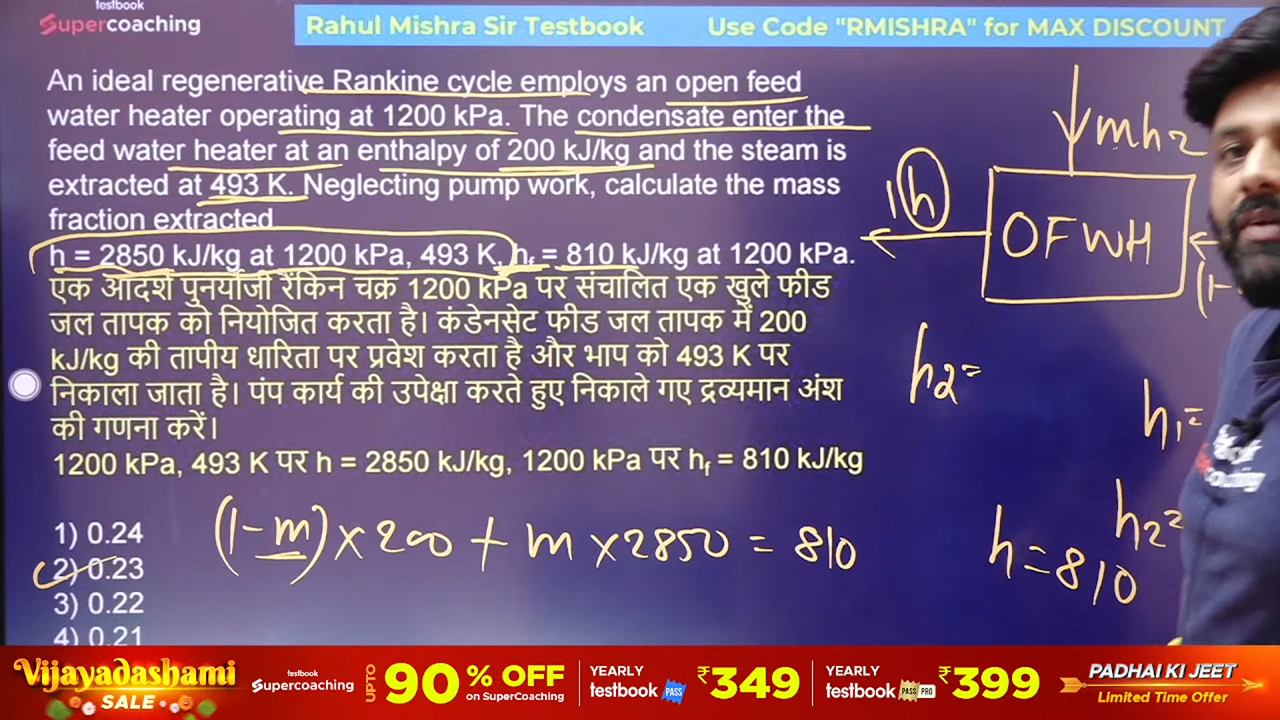 testbook
Supercoaching
Rahul Mishra Sir Testbook
Use Code "RMISHRA" for MAX DISCOUNT
An ideal regenerative Rankine cycle employs an open feed
water heater operating at 1200 kPa. The condensate enter the
feed water heater at an enthalpy of 200 kJ/kg and the steam is
extracted at 493 K. Neglecting pump work, calculate the mass
fraction extracted
h = 2850 kJ/kg at 1200 kPa, 493 K, hf = 810 kJ/kg at 1200 kPa.
एक आदर्श पुनर्योजी रैंकिन चक्र 1200 kPa पर संचालित एक खुले फीड
जल तापक को नियोजित करता है। कंडेनसेट फीड जल तापक में 200
kJ/kg की तापीय धारिता पर प्रवेश करता है और भाप को 493 K पर
निकाला जाता है। पंप कार्य की उपेक्षा करते हुए निकाले गए द्रव्यमान अंश
की गणना करें।
1200 kPa, 493 K पर h = 2850 kJ/kg, 1200 kPa पर hf = 810 kJ/kg
1) 0.24
2) 0.23
3) 0.22
4) 0.21
(1-m)×200 + m×2850 = 810
mh2
1h
OFWH
(1-
h2=
h1=
h2=
h=810
Vijayadashami
SALE
testbook
Supercoaching
UPTO
90% OFF
on SuperCoaching
YEARLY
testbook PASS
₹349
YEARLY
testbook PASS PRO
₹399
PADHAI KI JEET
Limited Time Offer